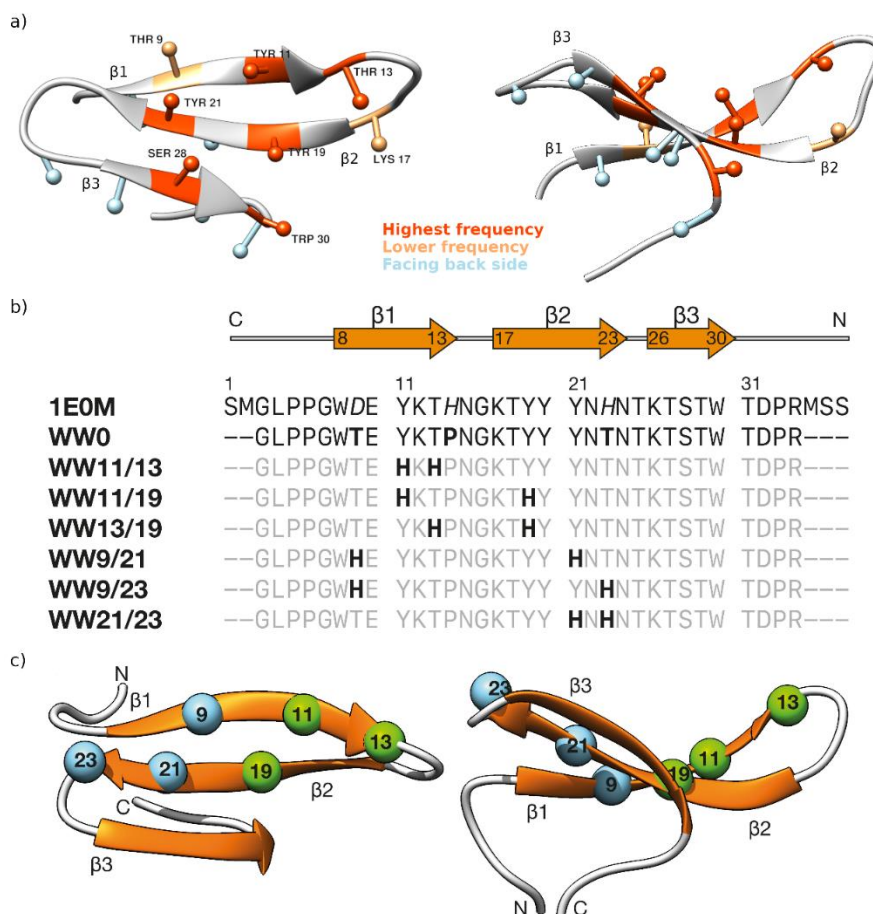 a)
THR 9
β1
TYR 11
THR 13
TYR 21
β2
LYS 17
TYR 19
SER 28
β3
TRP 30
β3
β1
β2
Highest frequency
Lower frequency
Facing back side
b)
C β1 β2 β3 N
8 13 17 23 26 30
1 11 21 31
1E0M SMGLPPGWDE YKTHNGKTYY YNHNTKTSTW TDPRMSS
WW0 --GLPPGWTE YKTPNGKTYY YNTNTKTSTW TDPR---
WW11/13 --GLPPGWTE HKHPNGKTYY YNTNTKTSTW TDPR---
WW11/19 --GLPPGWTE HKTPNGKTHY YNTNTKTSTW TDPR---
WW13/19 --GLPPGWTE YKHPNGKTHY YNTNTKTSTW TDPR---
WW9/21 --GLPPGWHE YKTPNGKTYY HNTNTKTSTW TDPR---
WW9/23 --GLPPGWHE YKTPNGKTYY YNHNTKTSTW TDPR---
WW21/23 --GLPPGWTE YKTPNGKTYY HNHNTKTSTW TDPR---
c)
N
β1
9
11
13
23
21
19
β2
C
β3
23
β3
13
21
11
9
19
β1
β2
N
C